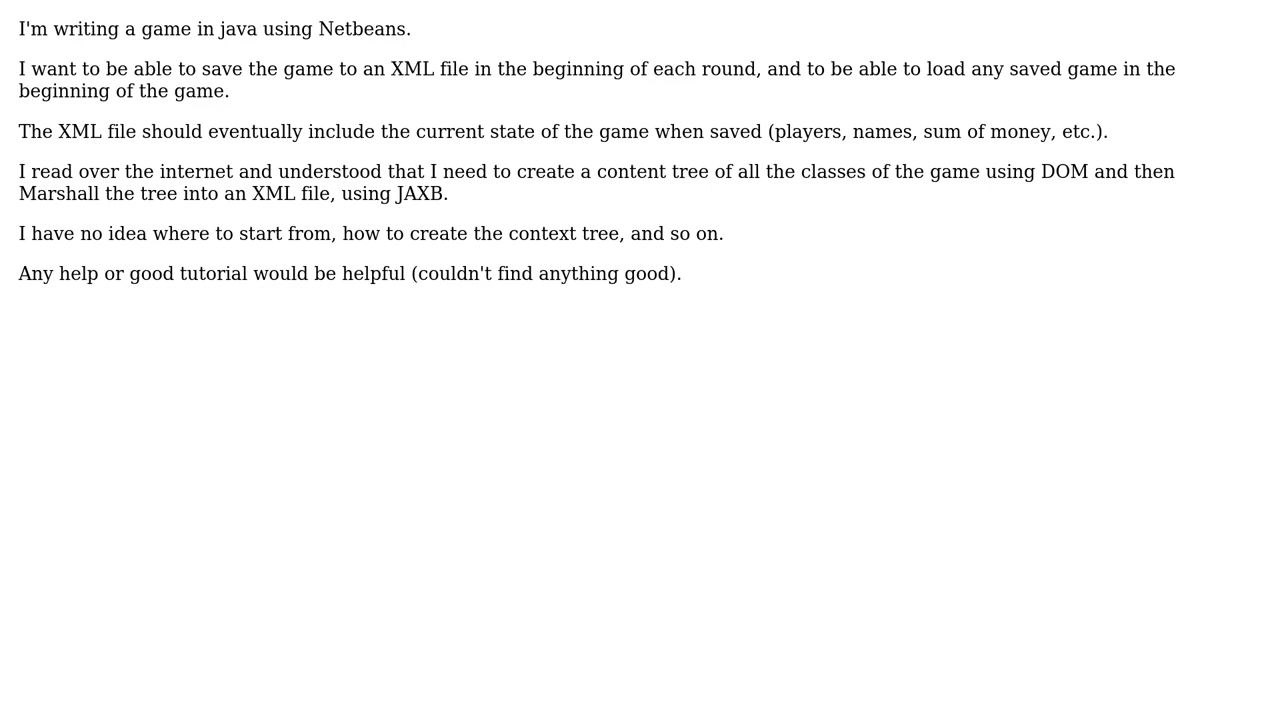 I'm writing a game in java using Netbeans.
I want to be able to save the game to an XML file in the beginning of each round, and to be able to load any saved game in the
beginning of the game.
The XML file should eventually include the current state of the game when saved (players, names, sum of money, etc.).
I read over the internet and understood that I need to create a content tree of all the classes of the game using DOM and then
Marshall the tree into an XML file, using JAXB.
I have no idea where to start from, how to create the context tree, and so on.
Any help or good tutorial would be helpful (couldn't find anything good).